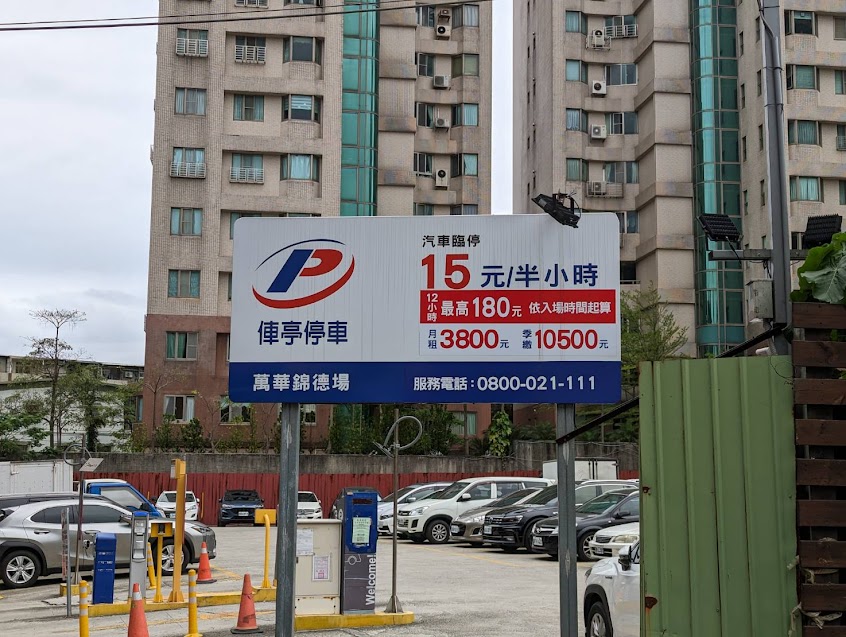 P
俥亭停車
萬華錦德場
汽車臨停
15 元/半小時
12小時 最高180元 依入場時間起算
月租3800元 季繳10500元
服務電話：0800-021-111
Welcome!